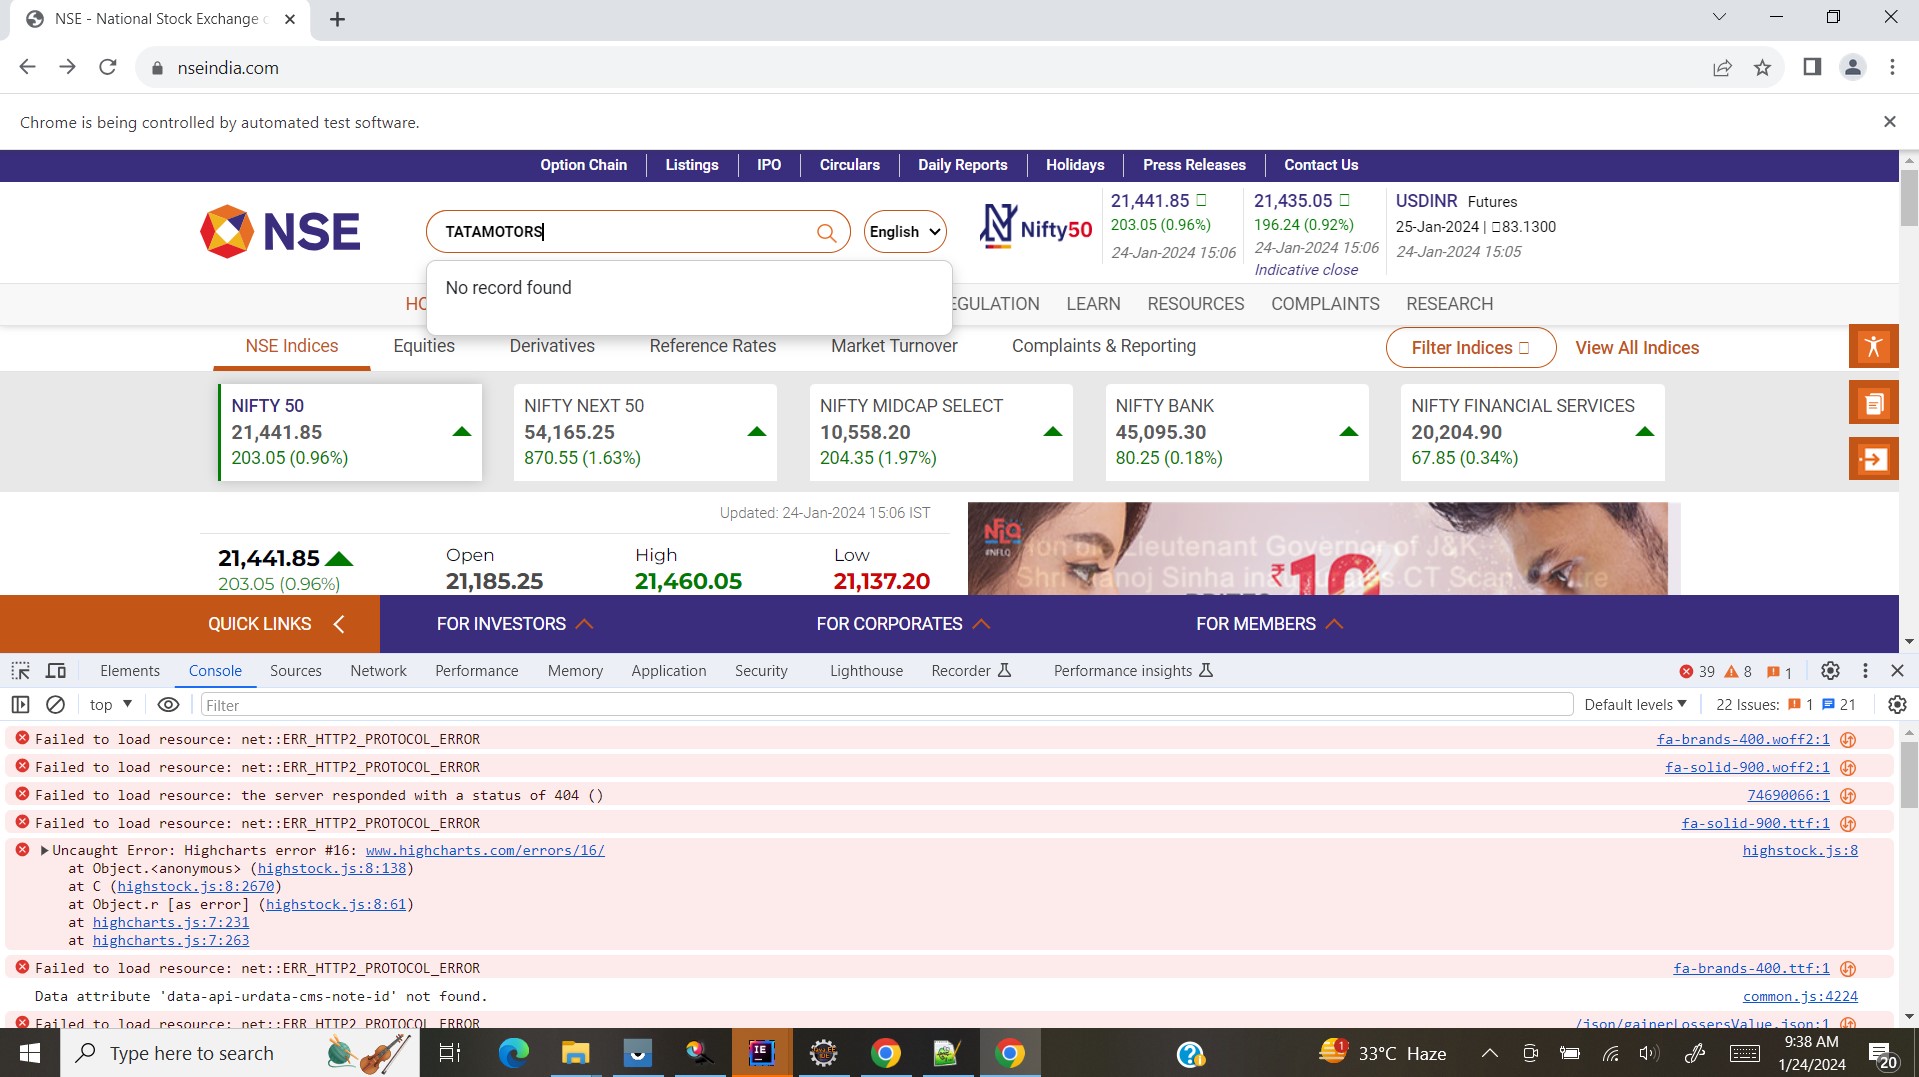 NSE - National Stock Exchange o
nseindia.com
Chrome is being controlled by automated test software.
Option Chain Listings IPO Circulars Daily Reports Holidays Press Releases Contact Us
NSE
TATAMOTORS
English
Nifty50
21,441.85
203.05 (0.96%)
24-Jan-2024 15:06
21,435.05
196.24 (0.92%)
24-Jan-2024 15:06
Indicative close
USDINR Futures
25-Jan-2024 | 83.1300
24-Jan-2024 15:05
No record found
HO EGULATION LEARN RESOURCES COMPLAINTS RESEARCH
NSE Indices Equities Derivatives Reference Rates Market Turnover Complaints & Reporting Filter Indices View All Indices
NIFTY 50
21,441.85
203.05 (0.96%)
NIFTY NEXT 50
54,165.25
870.55 (1.63%)
NIFTY MIDCAP SELECT
10,558.20
204.35 (1.97%)
NIFTY BANK
45,095.30
80.25 (0.18%)
NIFTY FINANCIAL SERVICES
20,204.90
67.85 (0.34%)
Updated: 24-Jan-2024 15:06 IST
21,441.85
203.05 (0.96%)
Open
21,185.25
High
21,460.05
Low
21,137.20
NFLQ
#NFLQ
Lieutenant Governor of J&K
Shri Manoj Sinha inaugurates CT Scan Centre
₹10
QUICK LINKS FOR INVESTORS FOR CORPORATES FOR MEMBERS
Elements Console Sources Network Performance Memory Application Security Lighthouse Recorder Performance insights 39 8 1
top Filter Default levels 22 Issues: 1 21
Failed to load resource: net::ERR_HTTP2_PROTOCOL_ERROR fa-brands-400.woff2:1
Failed to load resource: net::ERR_HTTP2_PROTOCOL_ERROR fa-solid-900.woff2:1
Failed to load resource: the server responded with a status of 404 () 74690066:1
Failed to load resource: net::ERR_HTTP2_PROTOCOL_ERROR fa-solid-900.ttf:1
Uncaught Error: Highcharts error #16: www.highcharts.com/errors/16/ highstock.js:8
at Object.<anonymous> (highstock.js:8:138)
at C (highstock.js:8:2670)
at Object.r [as error] (highstock.js:8:61)
at highcharts.js:7:231
at highcharts.js:7:263
Failed to load resource: net::ERR_HTTP2_PROTOCOL_ERROR fa-brands-400.ttf:1
Data attribute 'data-api-urdata-cms-note-id' not found. common.js:4224
Failed to load resource: net::ERR_HTTP2_PROTOCOL_ERROR /json/gainerLossersValue.json:1
Type here to search
33°C Haze
9:38 AM
1/24/2024
20